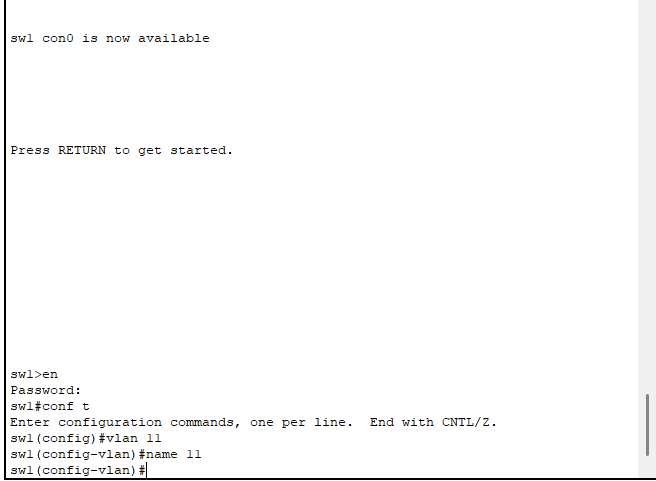 sw1 con0 is now available
Press RETURN to get started.
sw1>en
Password:
sw1#conf t
Enter configuration commands, one per line.  End with CNTL/Z.
sw1(config)#vlan 11
sw1(config-vlan)#name 11
sw1(config-vlan)#